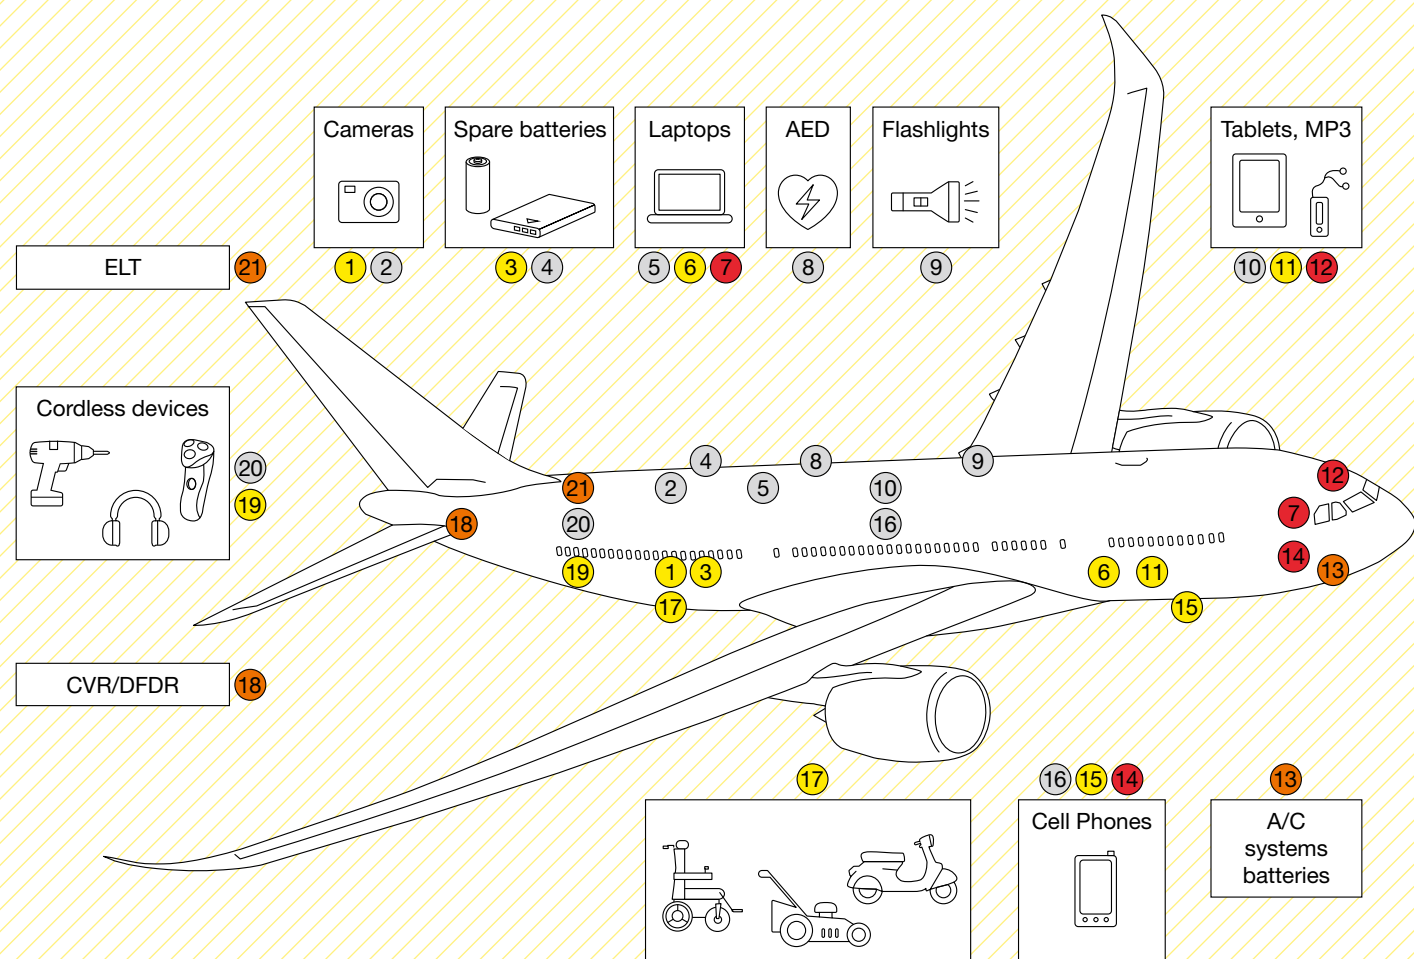 Cameras
Spare batteries
Laptops
AED
Flashlights
Tablets, MP3
ELT
21
1 2
3 4
5 6 7
8
9
10 11 12
Cordless devices
20
19
4
8
9
12
21
2
5
10
7
18
20
16
14
13
19
1
3
6
11
17
15
CVR/DFDR
18
17
16 15 14
13
Cell Phones
A/C
systems
batteries